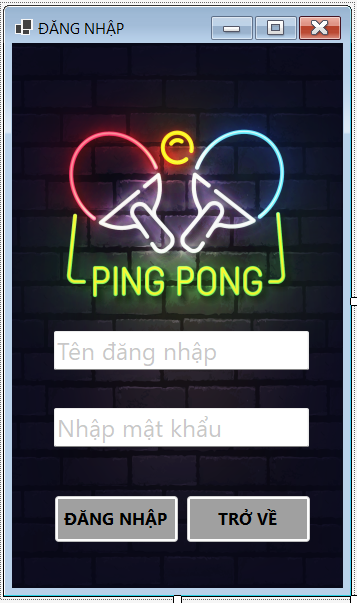 ĐĂNG NHẬP
PING PONG
Tên đăng nhập
Nhập mật khẩu
ĐĂNG NHẬP TRỞ VỀ